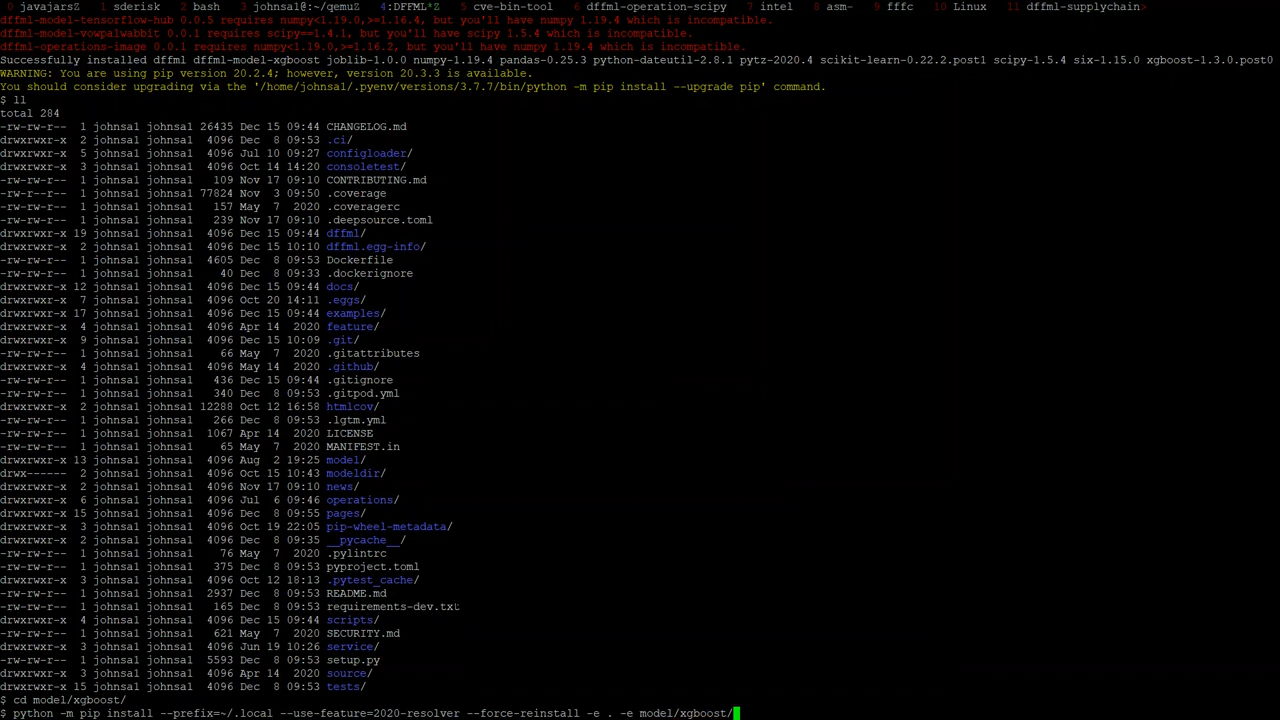 0 javajarsZ 1 sderisk 2 bash 3 johnsa1@:~/qemuZ 4:DFFML*Z 5 cve-bin-tool 6 dffml-operation-scipy 7 intel 8 asm- 9 fffc 10 Linux 11 dffml-supplychain>
dffml-model-tensorflow-hub 0.0.5 requires numpy<1.19.0,>=1.16.4, but you'll have numpy 1.19.4 which is incompatible.
dffml-model-vowpalwabbit 0.0.1 requires scipy==1.4.1, but you'll have scipy 1.5.4 which is incompatible.
dffml-operations-image 0.0.1 requires numpy<1.19.0,>=1.16.2, but you'll have numpy 1.19.4 which is incompatible.
Successfully installed dffml dffml-model-xgboost joblib-1.0.0 numpy-1.19.4 pandas-0.25.3 python-dateutil-2.8.1 pytz-2020.4 scikit-learn-0.22.2.post1 scipy-1.5.4 six-1.15.0 xgboost-1.3.0.post0
WARNING: You are using pip version 20.2.4; however, version 20.3.3 is available.
You should consider upgrading via the '/home/johnsa1/.pyenv/versions/3.7.7/bin/python -m pip install --upgrade pip' command.
$ ll
total 284
-rw-rw-r-- 1 johnsa1 johnsa1 26435 Dec 15 09:44 CHANGELOG.md
drwxrwxr-x 2 johnsa1 johnsa1 4096 Dec 8 09:53 .ci/
drwxrwxr-x 5 johnsa1 johnsa1 4096 Jul 10 09:27 configloader/
drwxrwxr-x 3 johnsa1 johnsa1 4096 Oct 14 14:20 consoletest/
-rw-rw-r-- 1 johnsa1 johnsa1 109 Nov 17 09:10 CONTRIBUTING.md
-rw-r--r-- 1 johnsa1 johnsa1 77824 Nov 3 09:50 .coverage
-rw-rw-r-- 1 johnsa1 johnsa1 157 May 7 2020 .coveragerc
-rw-rw-r-- 1 johnsa1 johnsa1 239 Nov 17 09:10 .deepsource.toml
drwxrwxr-x 19 johnsa1 johnsa1 4096 Dec 15 09:44 dffml/
drwxrwxr-x 2 johnsa1 johnsa1 4096 Dec 15 10:10 dffml.egg-info/
-rw-rw-r-- 1 johnsa1 johnsa1 4605 Dec 8 09:53 Dockerfile
-rw-rw-r-- 1 johnsa1 johnsa1 40 Dec 8 09:33 .dockerignore
drwxrwxr-x 12 johnsa1 johnsa1 4096 Dec 15 09:44 docs/
drwxrwxr-x 7 johnsa1 johnsa1 4096 Oct 20 14:11 .eggs/
drwxrwxr-x 17 johnsa1 johnsa1 4096 Dec 15 09:44 examples/
drwxrwxr-x 4 johnsa1 johnsa1 4096 Apr 14 2020 feature/
drwxrwxr-x 9 johnsa1 johnsa1 4096 Dec 15 10:09 .git/
-rw-rw-r-- 1 johnsa1 johnsa1 66 May 7 2020 .gitattributes
drwxrwxr-x 4 johnsa1 johnsa1 4096 May 14 2020 .github/
-rw-rw-r-- 1 johnsa1 johnsa1 436 Dec 15 09:44 .gitignore
-rw-rw-r-- 1 johnsa1 johnsa1 340 Dec 8 09:53 .gitpod.yml
drwxrwxr-x 2 johnsa1 johnsa1 12288 Oct 12 16:58 htmlcov/
-rw-rw-r-- 1 johnsa1 johnsa1 266 Dec 8 09:53 .lgtm.yml
-rw-rw-r-- 1 johnsa1 johnsa1 1067 Apr 14 2020 LICENSE
-rw-rw-r-- 1 johnsa1 johnsa1 65 May 7 2020 MANIFEST.in
drwxrwxr-x 13 johnsa1 johnsa1 4096 Aug 2 19:25 model/
drwx------ 2 johnsa1 johnsa1 4096 Oct 15 10:43 modeldir/
drwxrwxr-x 2 johnsa1 johnsa1 4096 Nov 17 09:10 news/
drwxrwxr-x 6 johnsa1 johnsa1 4096 Jul 6 09:46 operations/
drwxrwxr-x 15 johnsa1 johnsa1 4096 Dec 8 09:55 pages/
drwxrwxr-x 3 johnsa1 johnsa1 4096 Oct 19 22:05 pip-wheel-metadata/
drwxrwxr-x 2 johnsa1 johnsa1 4096 Dec 8 09:35 __pycache__/
-rw-rw-r-- 1 johnsa1 johnsa1 76 May 7 2020 .pylintrc
-rw-rw-r-- 1 johnsa1 johnsa1 375 Dec 8 09:53 pyproject.toml
drwxrwxr-x 3 johnsa1 johnsa1 4096 Oct 12 18:13 .pytest_cache/
-rw-rw-r-- 1 johnsa1 johnsa1 2937 Dec 8 09:53 README.md
-rw-rw-r-- 1 johnsa1 johnsa1 165 Dec 8 09:53 requirements-dev.txt
drwxrwxr-x 4 johnsa1 johnsa1 4096 Dec 15 09:44 scripts/
-rw-rw-r-- 1 johnsa1 johnsa1 621 May 7 2020 SECURITY.md
drwxrwxr-x 3 johnsa1 johnsa1 4096 Jun 19 10:26 service/
-rw-rw-r-- 1 johnsa1 johnsa1 5593 Dec 8 09:53 setup.py
drwxrwxr-x 3 johnsa1 johnsa1 4096 Apr 14 2020 source/
drwxrwxr-x 15 johnsa1 johnsa1 4096 Dec 8 09:53 tests/
$ cd model/xgboost/
$ python -m pip install --prefix=~/.local --use-feature=2020-resolver --force-reinstall -e . -e model/xgboost/